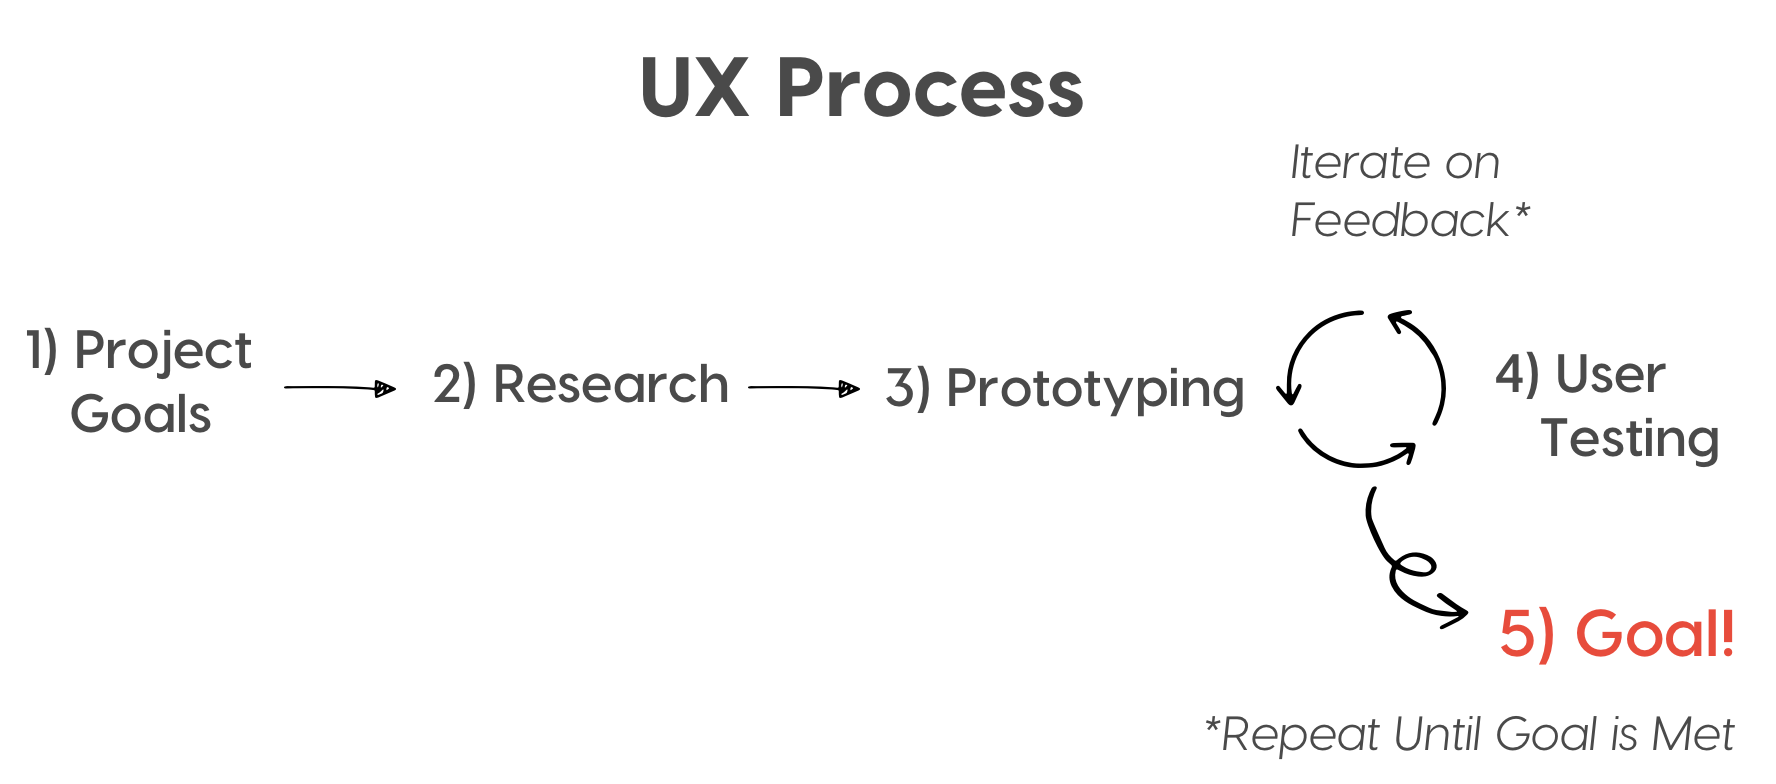 UX Process
Iterate on
Feedback*
1) Project
Goals
2) Research
3) Prototyping
4) User
Testing
5) Goal!
*Repeat Until Goal is Met